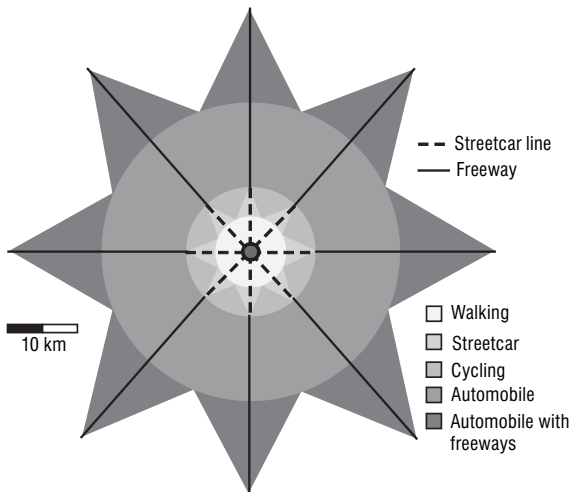 Streetcar line
Freeway
10 km
Walking
Streetcar
Cycling
Automobile
Automobile with
freeways